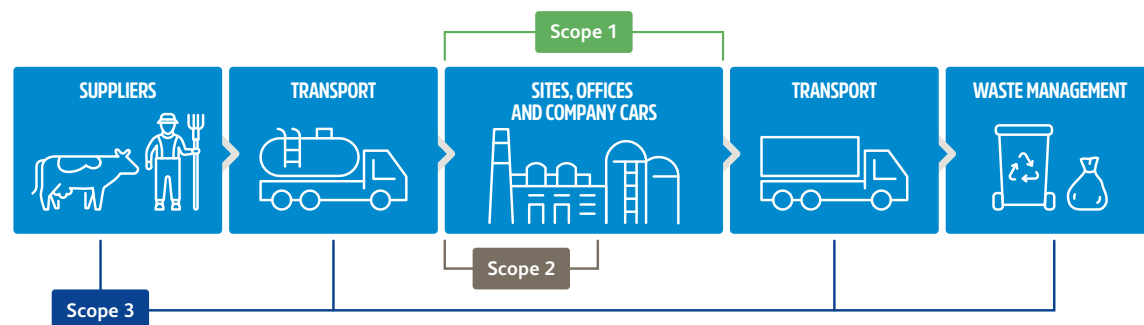 Scope 1
SUPPLIERS
TRANSPORT
SITES, OFFICES
AND COMPANY CARS
TRANSPORT
WASTE MANAGEMENT
Scope 2
Scope 3